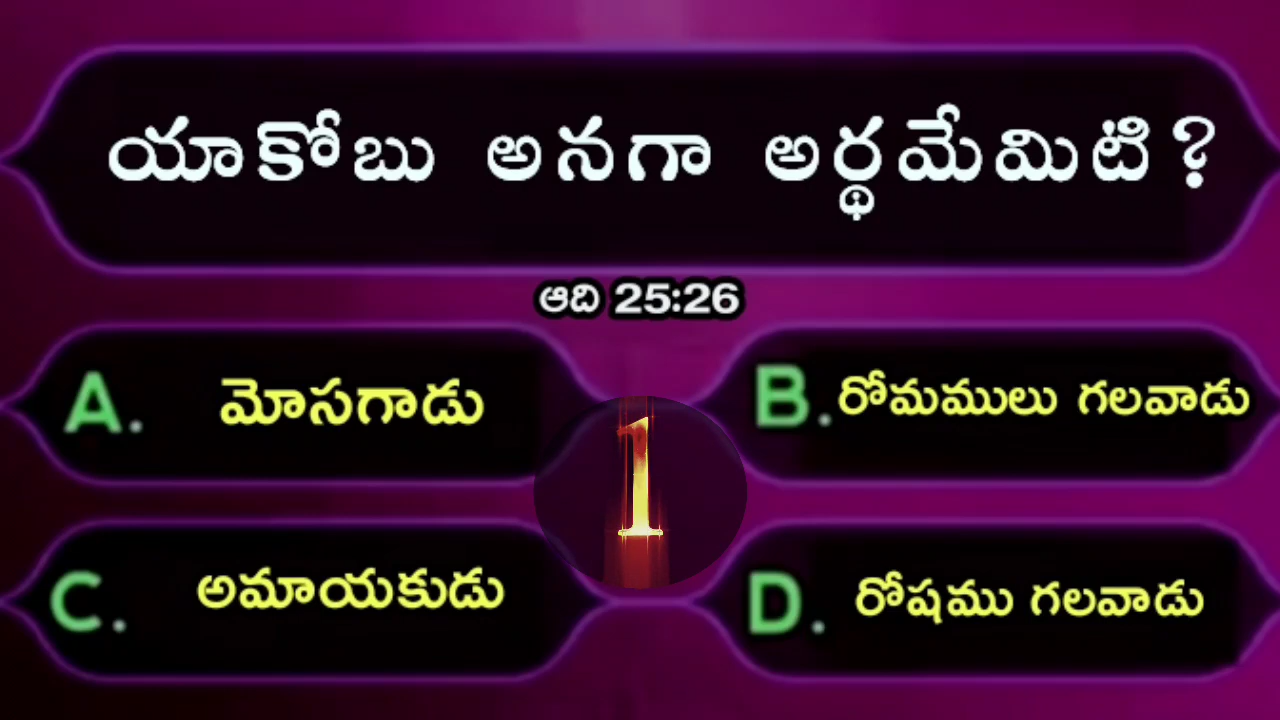 యాకోబు అనగా అర్థమేమిటి?
ఆది 25:26
A. మోసగాడు
B. రోమములు గలవాడు
1
C. అమాయకుడు
D. రోషము గలవాడు